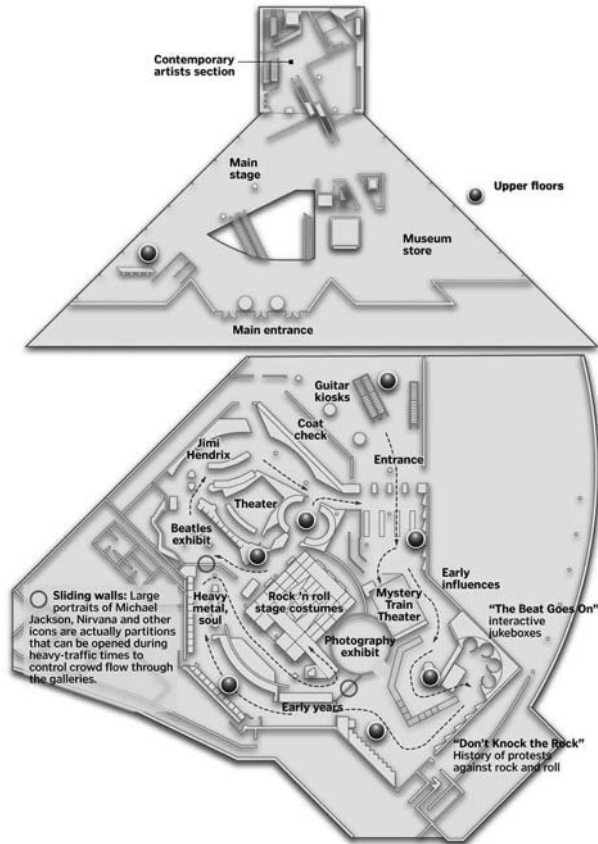 Contemporary
artists section
Main
stage
Upper floors
Museum
store
Main entrance
Guitar
kiosks
Coat
check
Jimi
Hendrix
Entrance
Theater
Beatles
exhibit
Early
influences
Sliding walls: Large
portraits of Michael
Jackson, Nirvana and other
icons are actually partitions
that can be opened during
heavy-traffic times to
control crowd flow through
the galleries.
Heavy
metal,
soul
Rock 'n roll
stage costumes
Mystery
Train
Theater
"The Beat Goes On"
interactive
jukeboxes
Photography
exhibit
Early years
"Don't Knock the Rock"
History of protests
against rock and roll